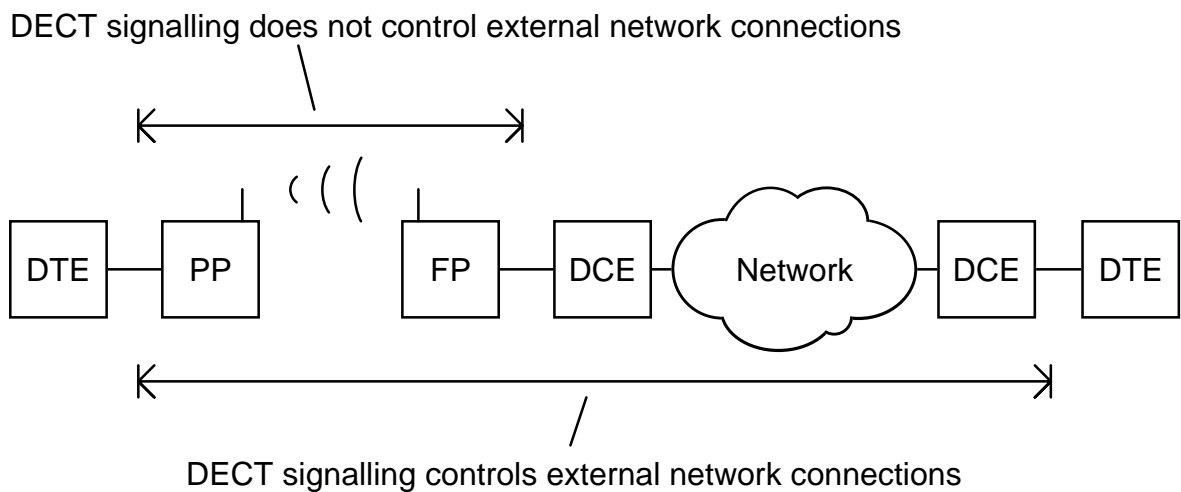 DECT signalling does not control external network connections
DTE PP FP DCE Network DCE DTE
DECT signalling controls external network connections